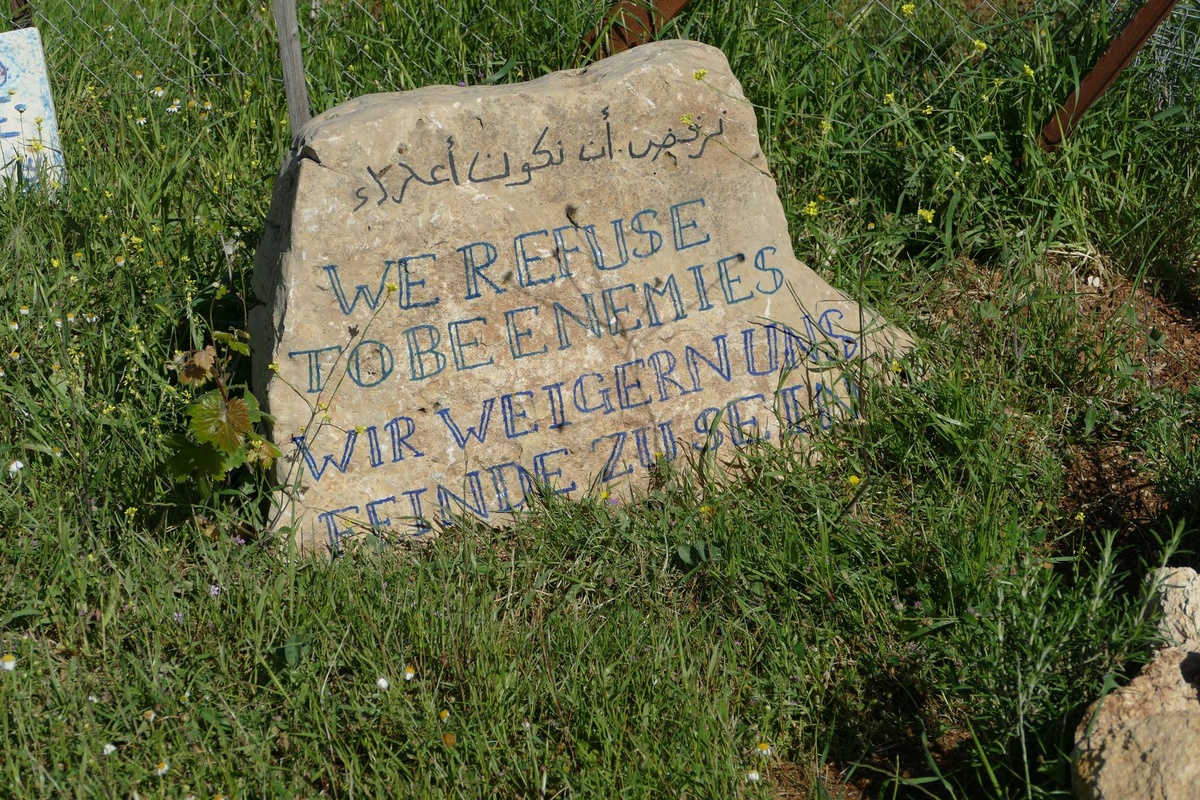 نرفض أن نكون أعداء
WE REFUSE
TO BE ENEMIES
WIR WEIGERN UNS
FEINDE ZU SEIN